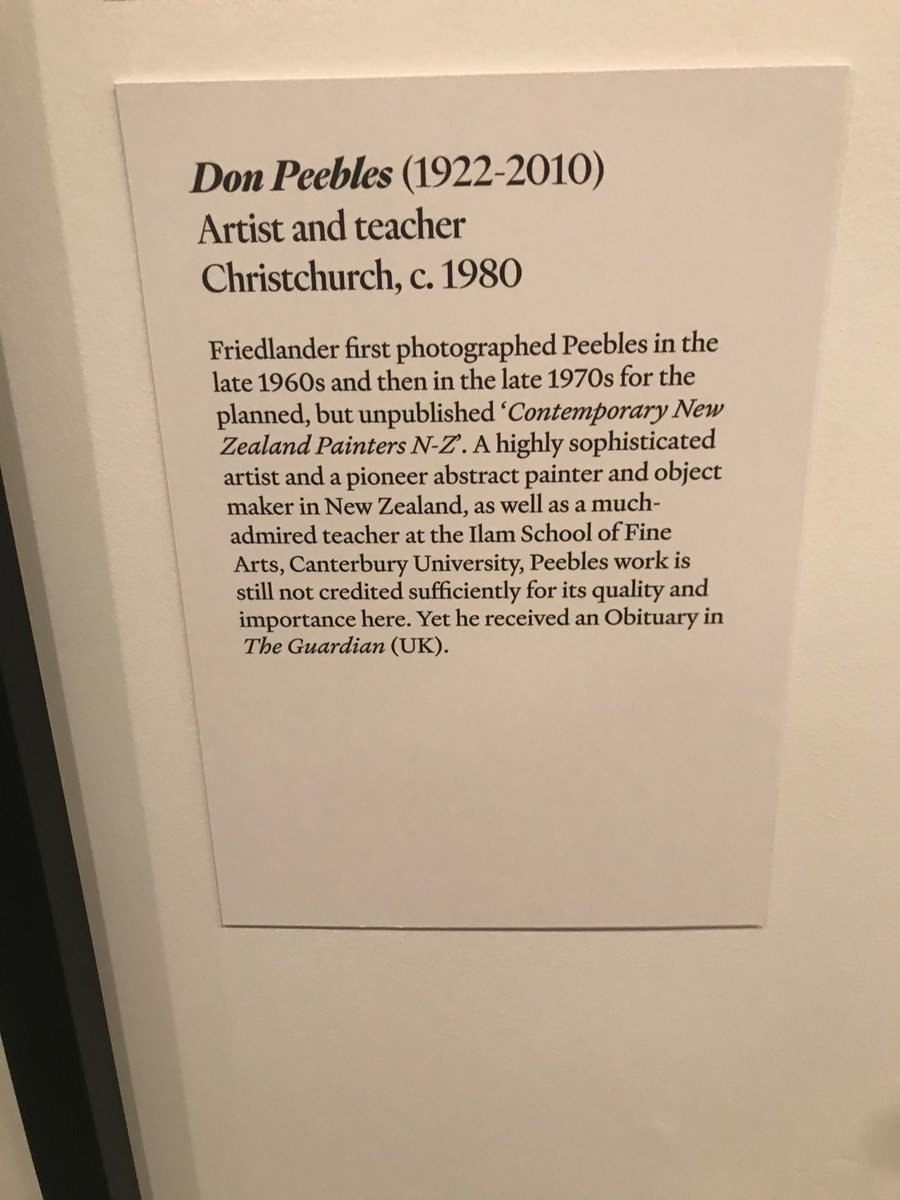 Don Peebles (1922-2010)
Artist and teacher
Christchurch, c. 1980
Friedlander first photographed Peebles in the
late 1960s and then in the late 1970s for the
planned, but unpublished ‘Contemporary New
Zealand Painters N-Z’. A highly sophisticated
artist and a pioneer abstract painter and object
maker in New Zealand, as well as a much-
admired teacher at the Ilam School of Fine
Arts, Canterbury University, Peebles work is
still not credited sufficiently for its quality and
importance here. Yet he received an Obituary in
The Guardian (UK).